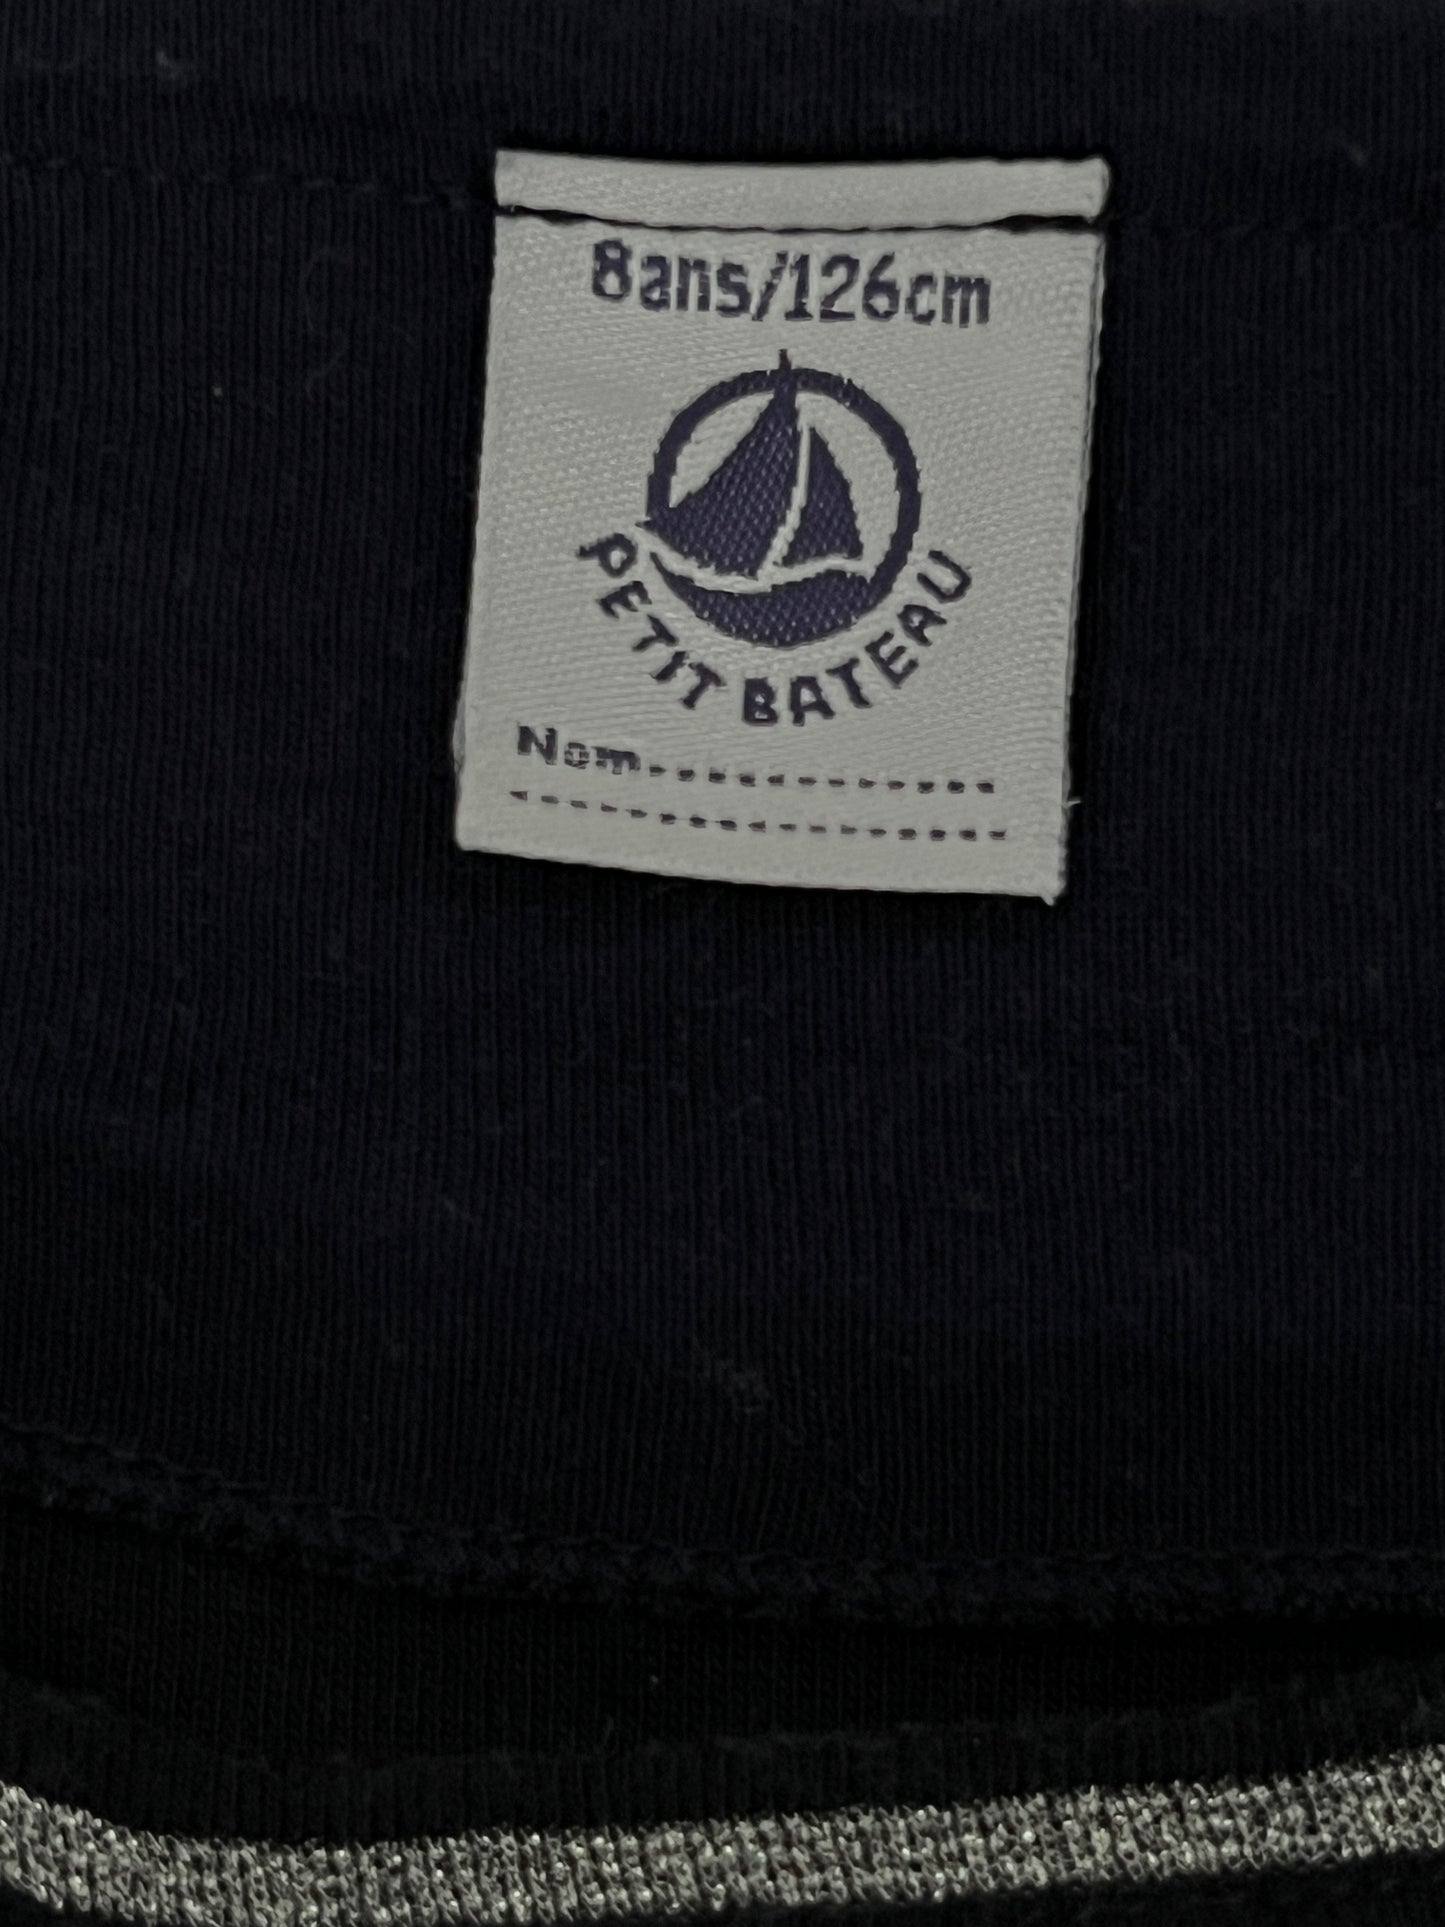 8ans/126cm
PETIT BATEAU
Nom..............
.................